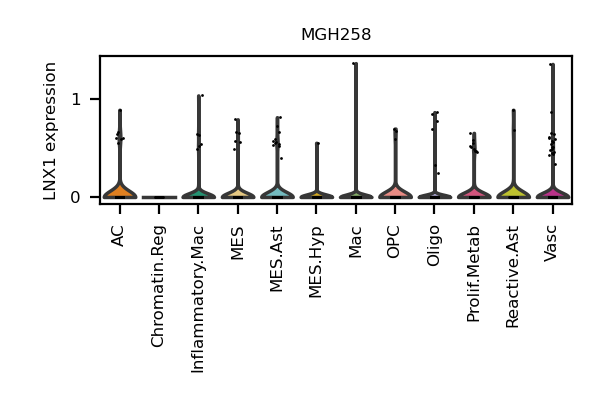 MGH258
LNX1 expression
1
0
AC
Chromatin.Reg
Inflammatory.Mac
MES
MES.Ast
MES.Hyp
Mac
OPC
Oligo
Prolif.Metab
Reactive.Ast
Vasc